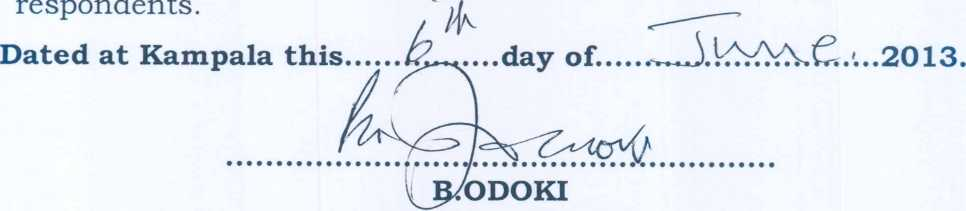 respondents.
Dated at Kampala this......6th......day of......June......2013.
B.ODOKI